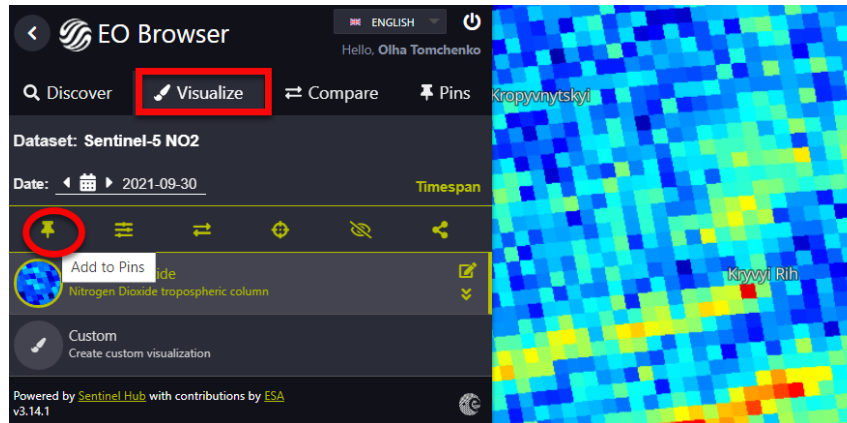 EO Browser
ENGLISH
Hello, Olha Tomchenko
Discover
Visualize
Compare
Pins
Dataset: Sentinel-5 NO2
Date: 2021-09-30
Timespan
Add to Pins
ide
Nitrogen Dioxide tropospheric column
Custom
Create custom visualization
Powered by Sentinel Hub with contributions by ESA
v3.14.1
Kropyvnytskyi
Kryvyi Rih